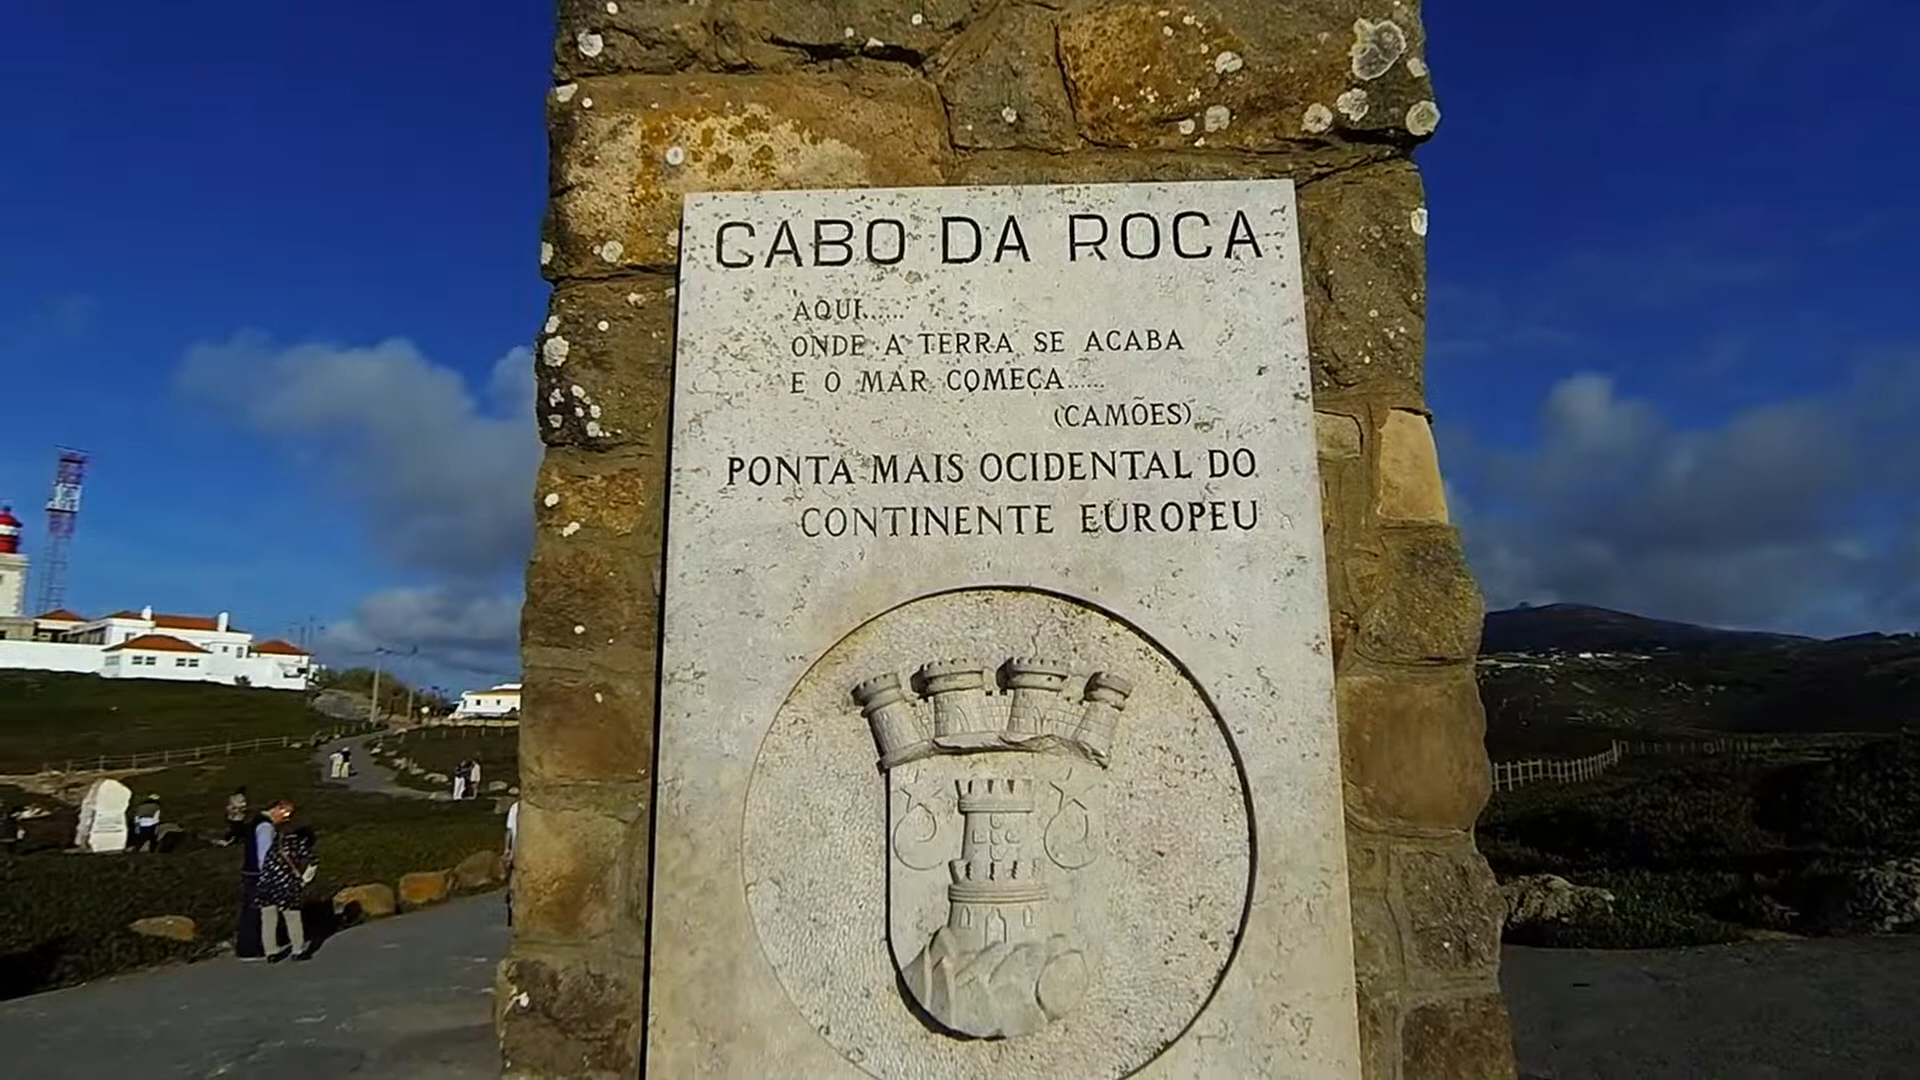 CABO DA ROCA
AQUI......
ONDE A TERRA SE ACABA
E O MAR COMEÇA......
(CAMÕES)
PONTA MAIS OCIDENTAL DO
CONTINENTE EUROPEU